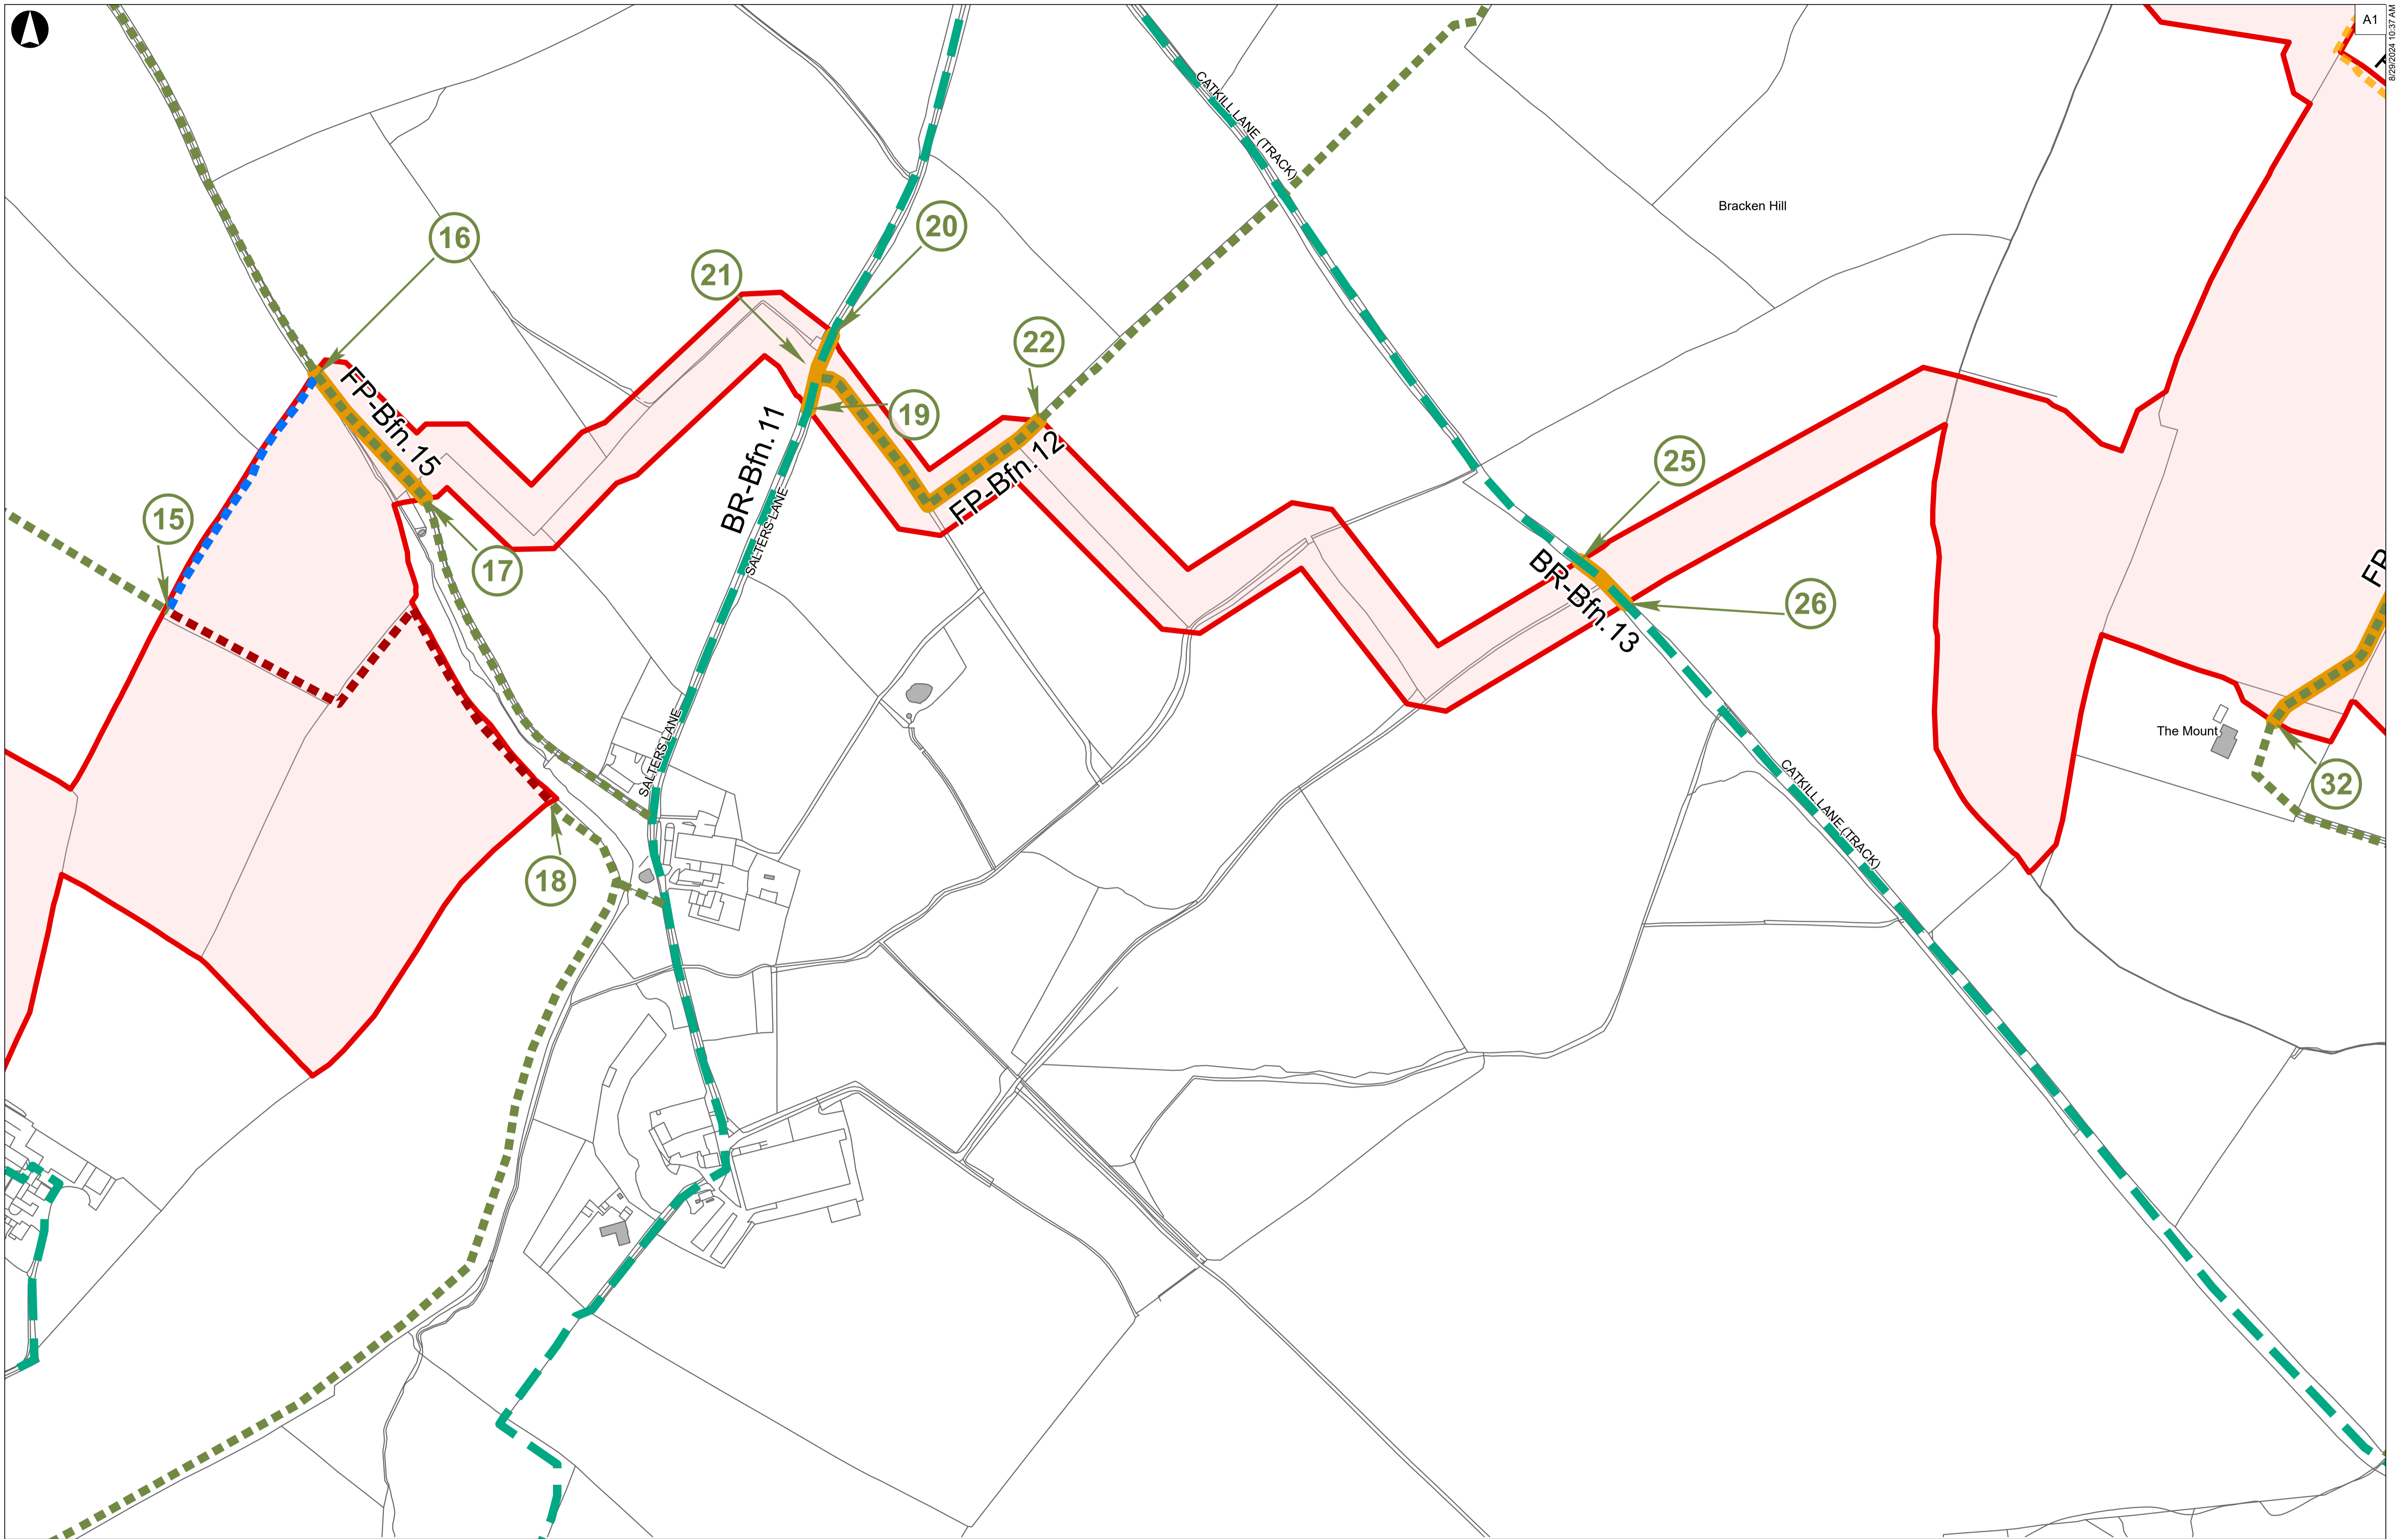 A1
8/29/2024 10:37 AM
CATKILL LANE (TRACK)
Bracken Hill
16
20
21
22
FP-Bfn.15
19
BR-Bfn.11
FP-Bfn.12
25
15
SALTERS LANE
17
BR-Bfn.13
26
FP
SALTERS LANE
The Mount
32
CATKILL LANE (TRACK)
18